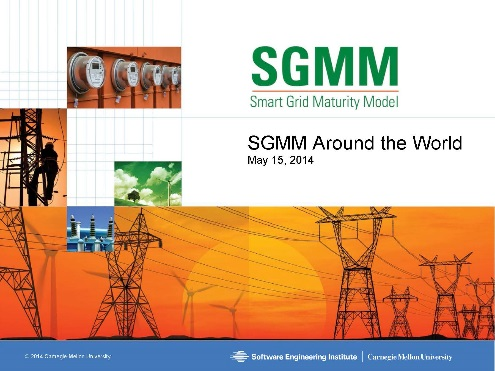 SGMM
Smart Grid Maturity Model
SGMM Around the World
May 15, 2014
© 2014 Carnegie Mellon University
Software Engineering Institute | Carnegie Mellon University